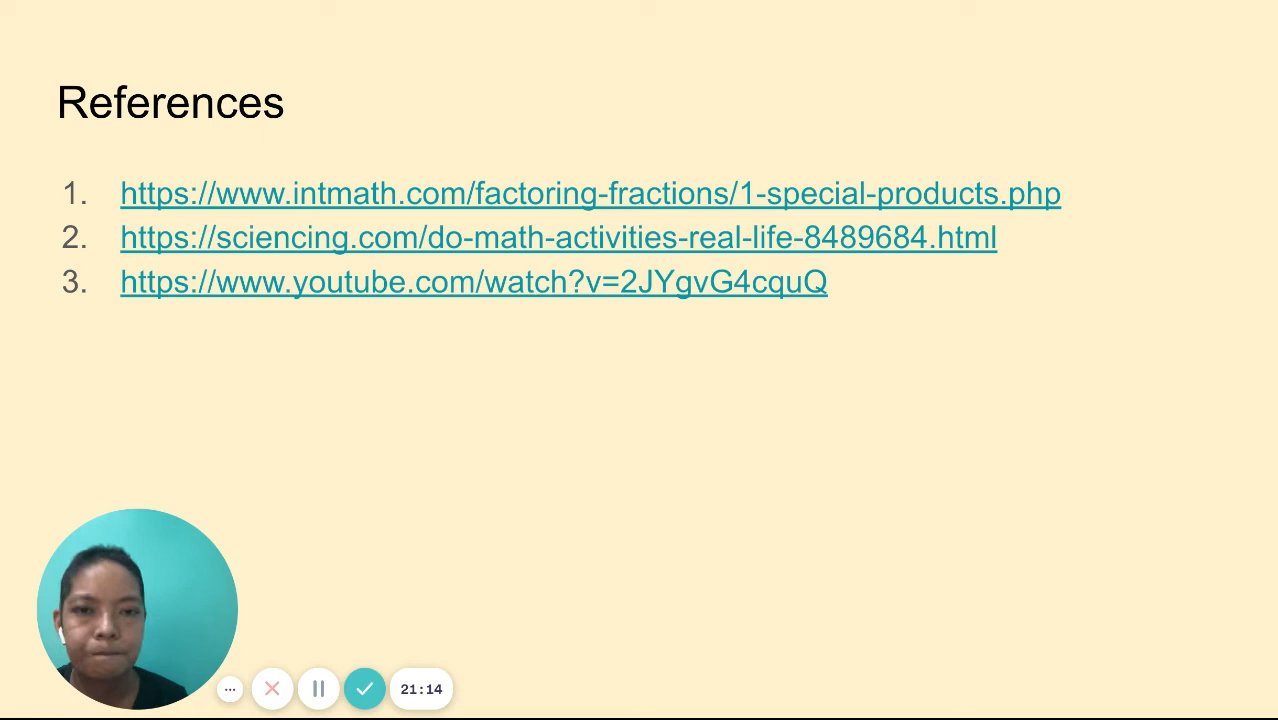 References
1. https://www.intmath.com/factoring-fractions/1-special-products.php
2. https://sciencing.com/do-math-activities-real-life-8489684.html
3. https://www.youtube.com/watch?v=2JYgvG4cquQ
21:14